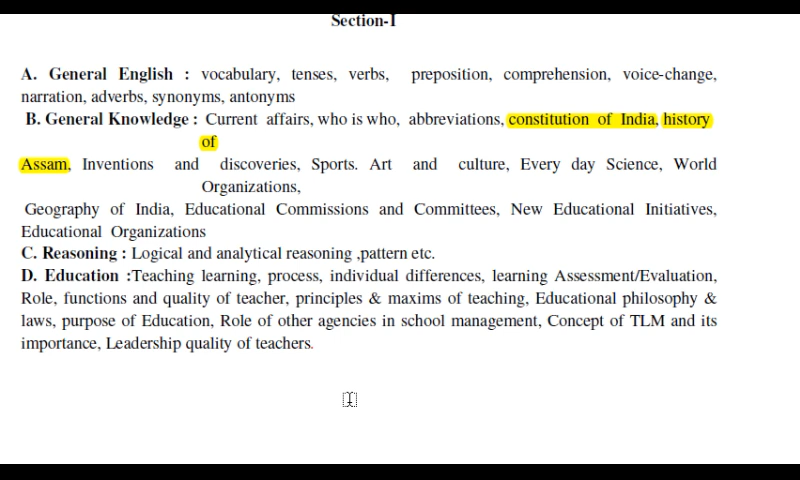 Section-I
A. General English : vocabulary, tenses, verbs, preposition, comprehension, voice-change,
narration, adverbs, synonyms, antonyms
B. General Knowledge : Current affairs, who is who, abbreviations, constitution of India, history
of
Assam, Inventions and discoveries, Sports. Art and culture, Every day Science, World
Organizations,
Geography of India, Educational Commissions and Committees, New Educational Initiatives,
Educational Organizations
C. Reasoning : Logical and analytical reasoning ,pattern etc.
D. Education :Teaching learning, process, individual differences, learning Assessment/Evaluation,
Role, functions and quality of teacher, principles & maxims of teaching, Educational philosophy &
laws, purpose of Education, Role of other agencies in school management, Concept of TLM and its
importance, Leadership quality of teachers.